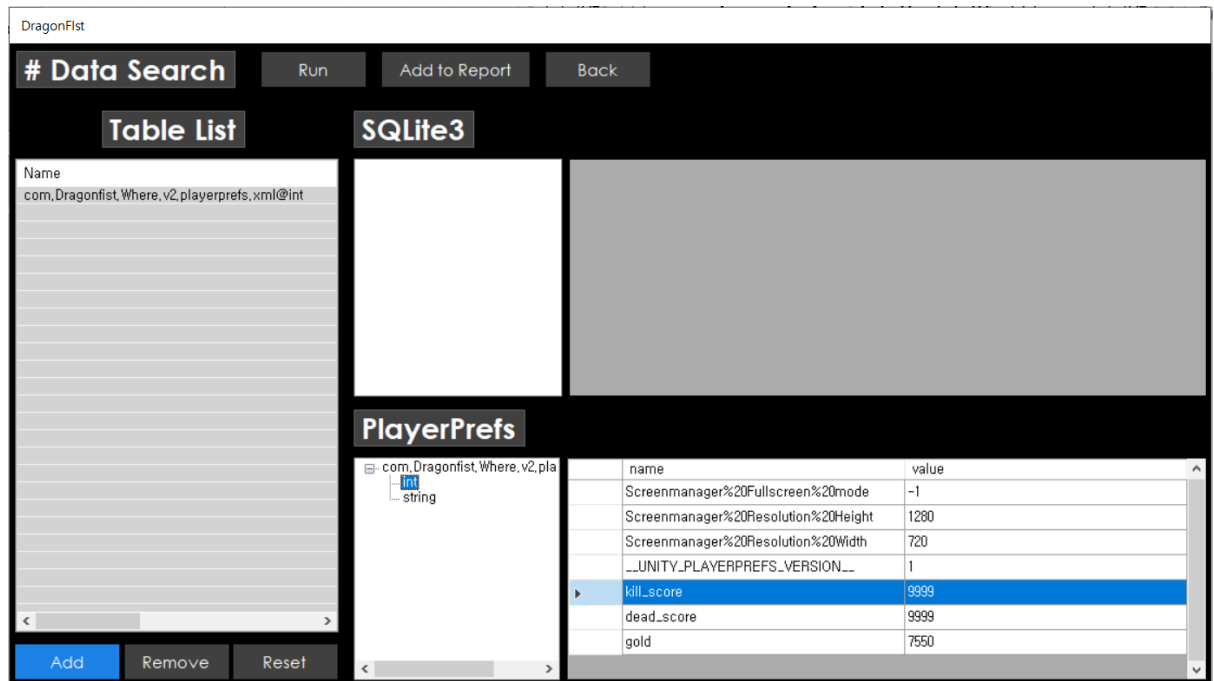 DragonFIst
# Data Search
Run
Add to Report
Back
Table List
SQLite3
Name
com,Dragonfist,Where,v2,playerprefs,xml@int
PlayerPrefs
com,Dragonfist,Where,v2,pla
int
string
name value
Screenmanager%20Fullscreen%20mode -1
Screenmanager%20Resolution%20Height 1280
Screenmanager%20Resolution%20Width 720
__UNITY_PLAYERPREFS_VERSION__ 1
kill_score 9999
dead_score 9999
gold 7550
Add
Remove
Reset